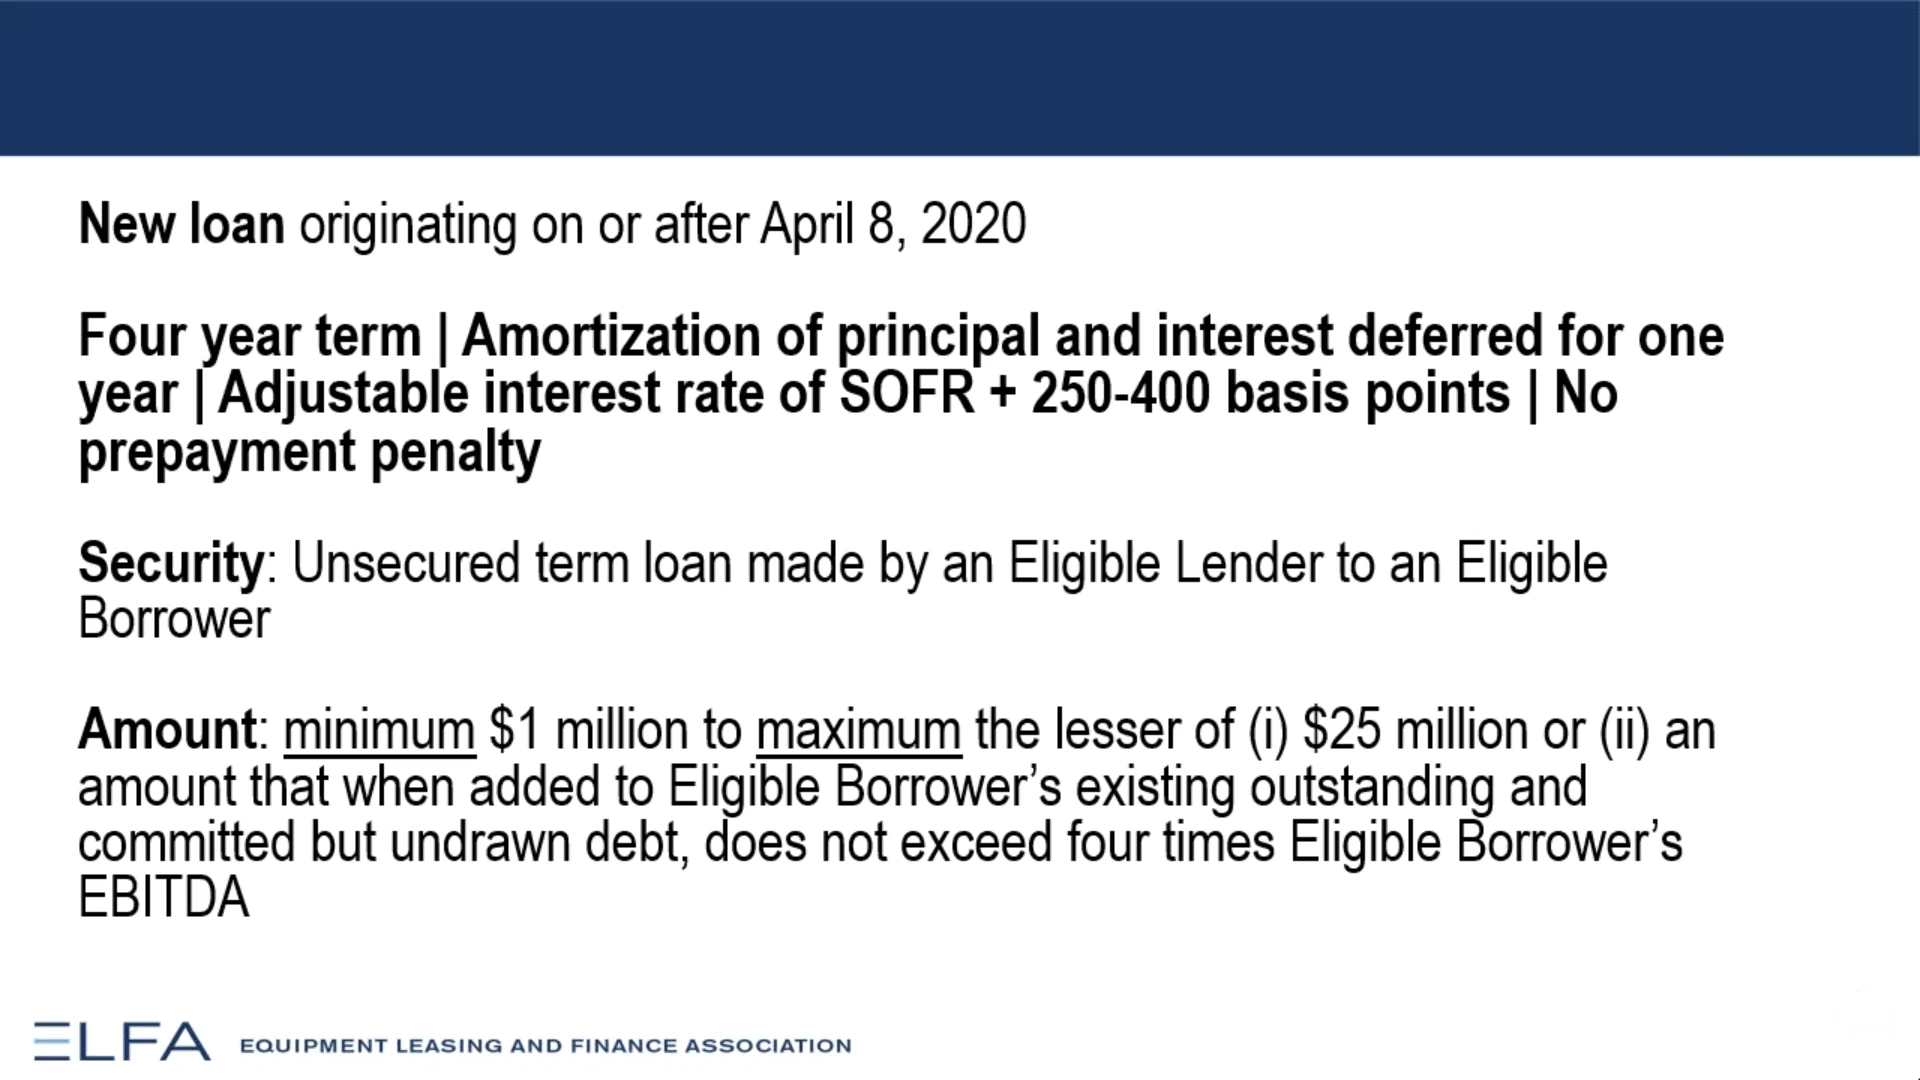 New loan originating on or after April 8, 2020
Four year term | Amortization of principal and interest deferred for one
year | Adjustable interest rate of SOFR + 250-400 basis points | No
prepayment penalty
Security: Unsecured term loan made by an Eligible Lender to an Eligible
Borrower
Amount: minimum $1 million to maximum the lesser of (i) $25 million or (ii) an
amount that when added to Eligible Borrower’s existing outstanding and
committed but undrawn debt, does not exceed four times Eligible Borrower’s
EBITDA
ELFA EQUIPMENT LEASING AND FINANCE ASSOCIATION